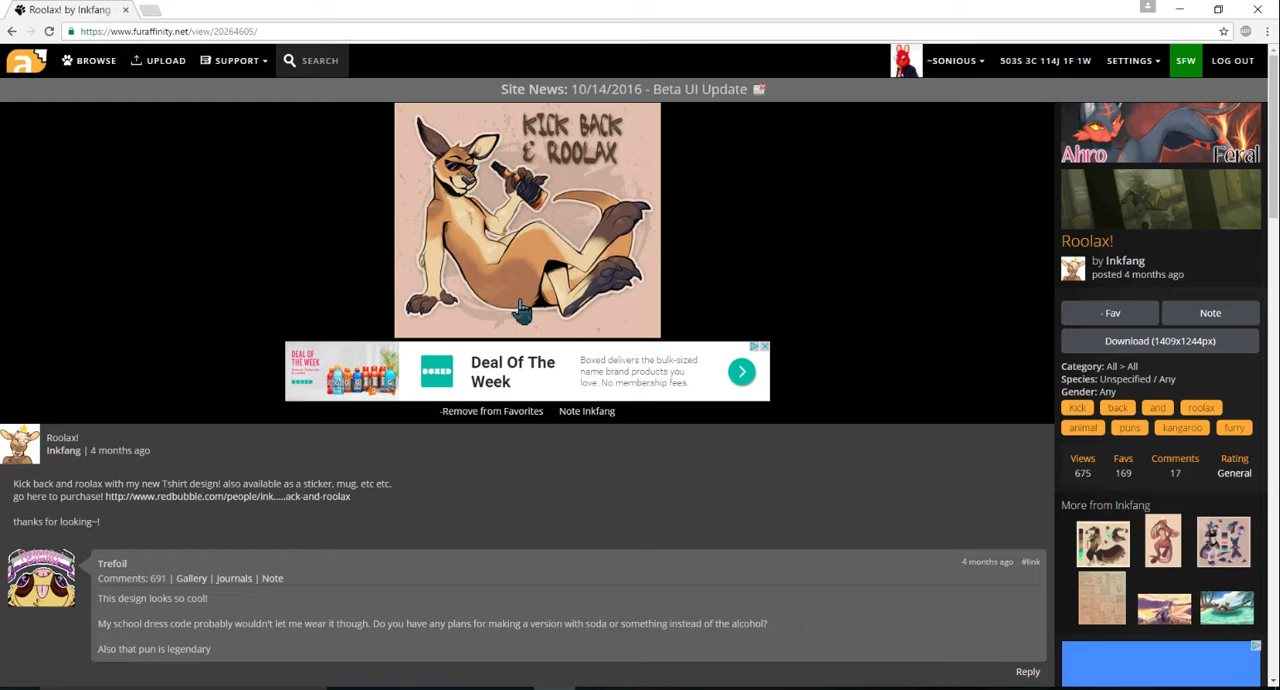 Roolax! by Inkfang
https://www.furaffinity.net/view/20264605/
BROWSE UPLOAD SUPPORT SEARCH ~SONIOUS 503S 3C 114J 1F 1W SETTINGS SFW LOG OUT
Site News: 10/14/2016 - Beta UI Update
KICK BACK
& ROOLAX
Ahro Feral
Roolax!
by Inkfang
posted 4 months ago
- Fav Note
Download (1409x1244px)
Category: All > All
Species: Unspecified / Any
Gender: Any
Kick back and roolax
animal puns kangaroo furry
Views Favs Comments Rating
675 169 17 General
More from Inkfang
DEAL OF
THE WEEK
BOXED
Deal Of The
Week
Boxed delivers the bulk-sized
name brand products you
love. No membership fees.
-Remove from Favorites Note Inkfang
Roolax!
Inkfang | 4 months ago
Kick back and roolax with my new Tshirt design! also available as a sticker, mug, etc etc.
go here to purchase! http://www.redbubble.com/people/ink.....ack-and-roolax
thanks for looking~!
Trefoil
4 months ago #link
Comments: 691 | Gallery | Journals | Note
This design looks so cool!
My school dress code probably wouldn't let me wear it though. Do you have any plans for making a version with soda or something instead of the alcohol?
Also that pun is legendary
Reply